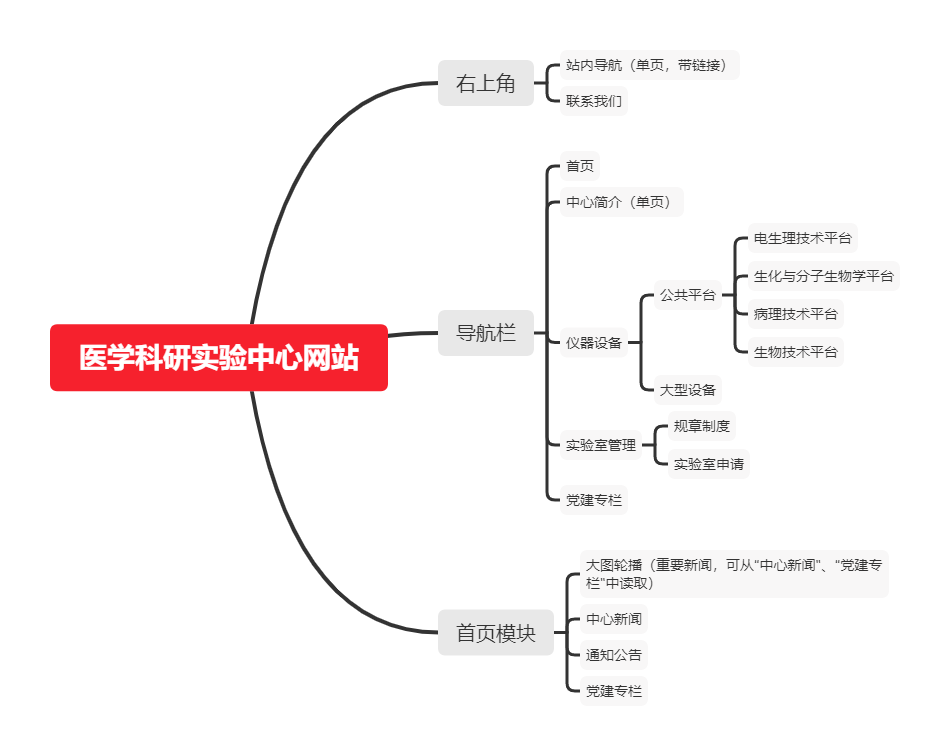 医学科研实验中心网站
右上角
站内导航（单页，带链接）
联系我们
导航栏
首页
中心简介（单页）
仪器设备
公共平台
电生理技术平台
生化与分子生物学平台
病理技术平台
生物技术平台
大型设备
实验室管理
规章制度
实验室申请
党建专栏
首页模块
大图轮播（重要新闻，可从"中心新闻"、"党建专
栏"中读取）
中心新闻
通知公告
党建专栏